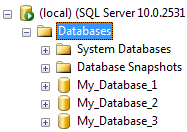 (local) (SQL Server 10.0.2531
Databases
System Databases
Database Snapshots
My_Database_1
My_Database_2
My_Database_3